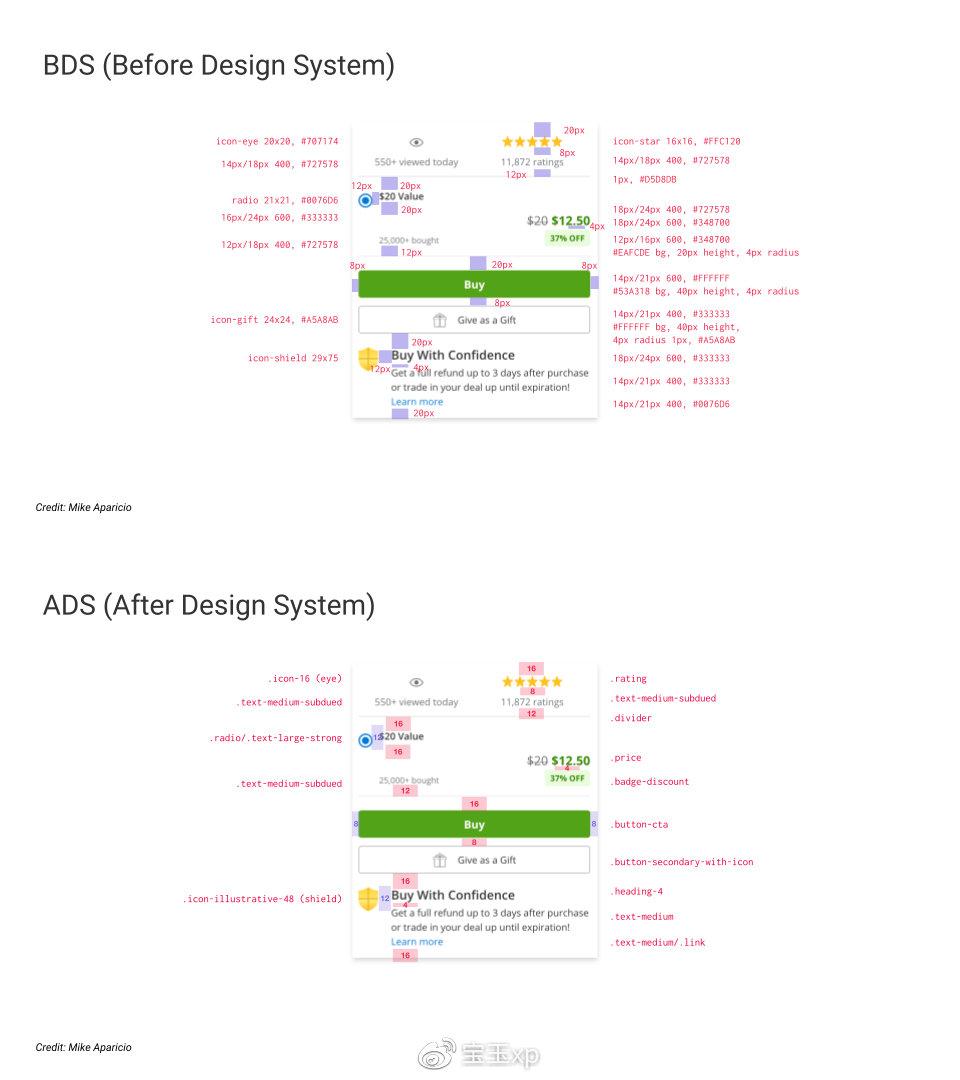 BDS (Before Design System)
20px
icon-eye 20x20, #707174
icon-star 16x16, #FFC120
8px
14px/18px 400, #727578
550+ viewed today
11,872 ratings
14px/18px 400, #727578
12px
1px, #D5D8DB
12px
20px
radio 21x21, #0076D6
$20 Value
20px
18px/24px 400, #727578
16px/24px 600, #333333
$20 $12.50
4px
18px/24px 600, #348700
12px/18px 400, #727578
25,000+ bought
37% OFF
12px/16px 600, #348700
12px
#EAFCDE bg, 20px height, 4px radius
8px
20px
8px
14px/21px 600, #FFFFFF
Buy
#53A318 bg, 40px height, 4px radius
8px
icon-gift 24x24, #A5A8AB
Give as a Gift
14px/21px 400, #333333
#FFFFFF bg, 40px height,
4px radius 1px, #A5A8AB
20px
icon-shield 29x75
Buy With Confidence
18px/24px 600, #333333
12px
4px
Get a full refund up to 3 days after purchase
or trade in your deal up until expiration!
14px/21px 400, #333333
Learn more
14px/21px 400, #0076D6
20px
Credit: Mike Aparicio
ADS (After Design System)
16
.icon-16 (eye)
.rating
8
.text-medium-subdued
550+ viewed today
11,872 ratings
.text-medium-subdued
12
.divider
16
.radio/.text-large-strong
12
$20 Value
16
.price
$20 $12.50
4
.text-medium-subdued
25,000+ bought
37% OFF
.badge-discount
12
16
8
Buy
8
.button-cta
8
Give as a Gift
.button-secondary-with-icon
16
.icon-illustrative-48 (shield)
12
Buy With Confidence
.heading-4
4
Get a full refund up to 3 days after purchase
or trade in your deal up until expiration!
.text-medium
Learn more
.text-medium/.link
16
Credit: Mike Aparicio
宝玉xp